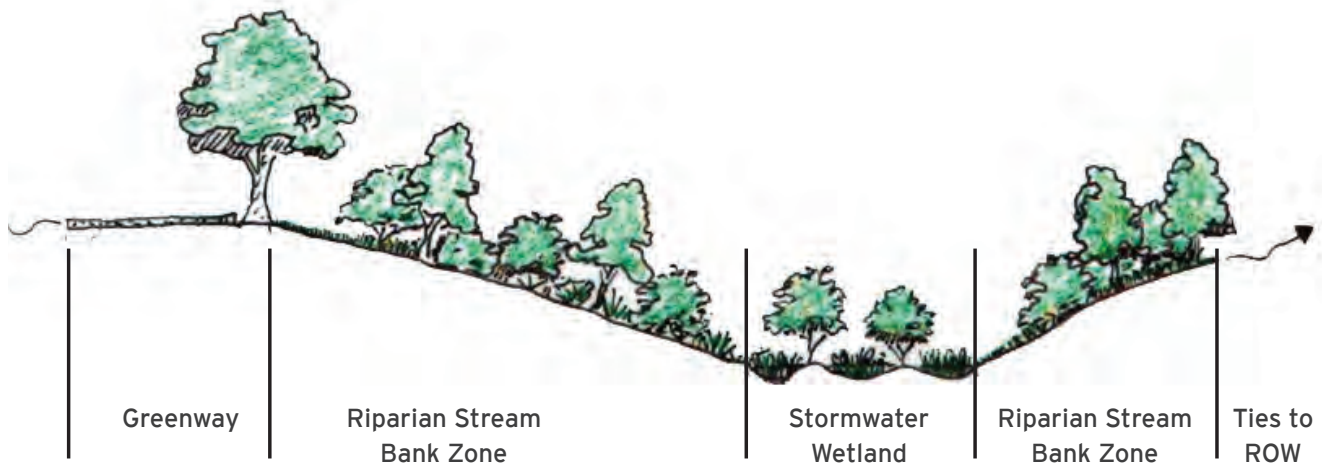 Greenway
Riparian Stream
Bank Zone
Stormwater
Wetland
Riparian Stream
Bank Zone
Ties to
ROW